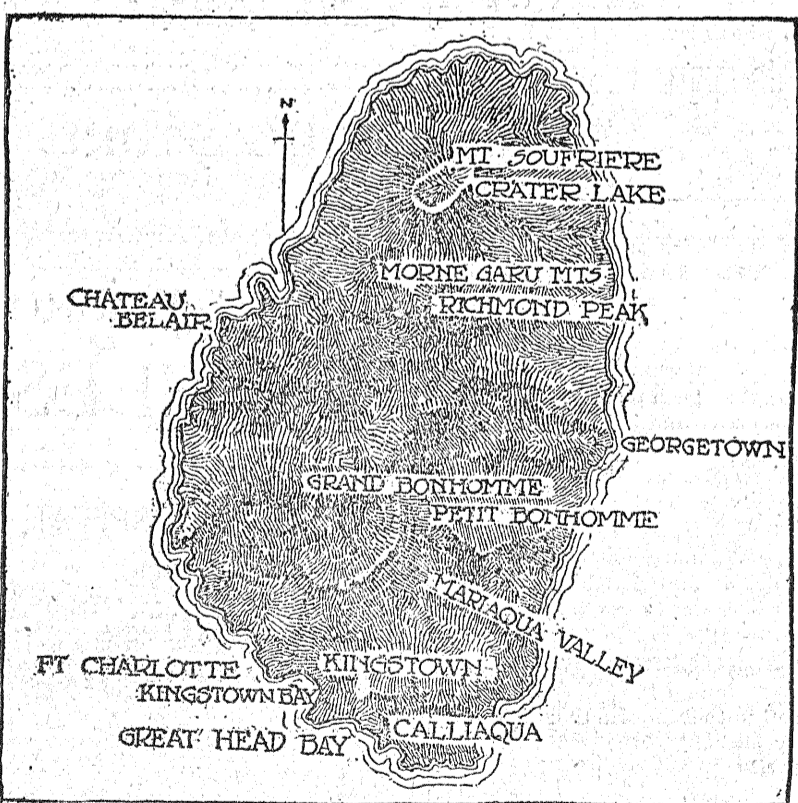 N
MT. SOUFRIERE
CRATER LAKE
MORNE GARU MTS
RICHMOND PEAK
CHATEAU
BELAIR
GEORGETOWN
GRAND BONHOMME
PETIT BONHOMME
MARIAQUA VALLEY
FT CHARLOTTE
KINGSTOWN
KINGSTOWN BAY
GREAT HEAD BAY
CALLIAQUA